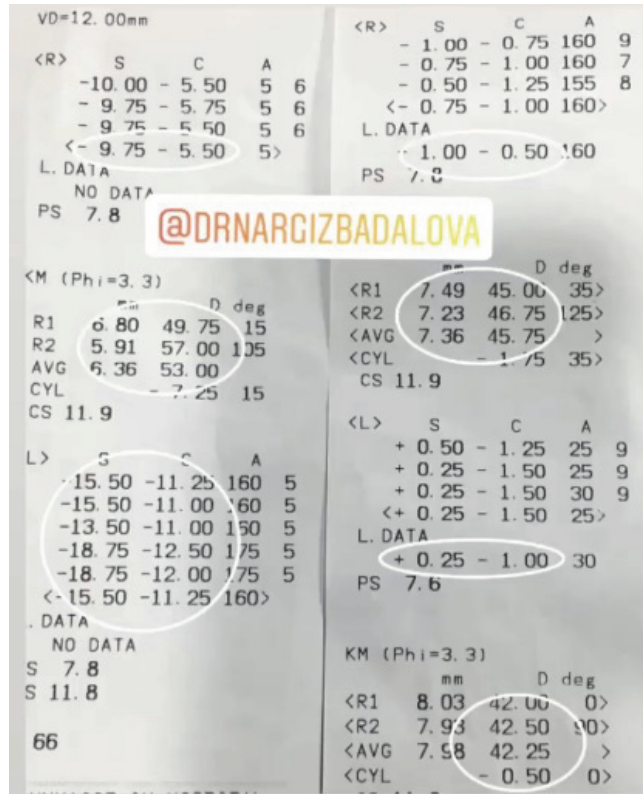 VD=12.00mm
<R> S C A
-10.00 - 5.50 5 6
- 9.75 - 5.75 5 6
- 9.75 - 5.50 5 6
<- 9.75 - 5.50 5>
L. DATA
NO DATA
PS 7.8
<M (Phi=3.3)
mm D deg
R1 6.80 49.75 15
R2 5.91 57.00 105
AVG 6.36 53.00
CYL - 7.25 15
CS 11.9
L> S C A
-15.50 -11.25 160 5
-15.50 -11.00 160 5
-13.50 -11.00 160 5
-18.75 -12.50 175 5
-18.75 -12.00 175 5
<-15.50 -11.25 160>
. DATA
NO DATA
S 7.8
S 11.8
66
@DRNARGIZBADALOVA
<R> S C A
- 1.00 - 0.75 160 9
- 0.75 - 1.00 160 7
- 0.50 - 1.25 155 8
<- 0.75 - 1.00 160>
L. DATA
- 1.00 - 0.50 160
PS 7.8
mm D deg
<R1 7.49 45.00 35>
<R2 7.23 46.75 125>
<AVG 7.36 45.75 >
<CYL - 1.75 35>
CS 11.9
<L> S C A
+ 0.50 - 1.25 25 9
+ 0.25 - 1.50 25 9
+ 0.25 - 1.50 30 9
<+ 0.25 - 1.50 25>
L. DATA
+ 0.25 - 1.00 30
PS 7.6
KM (Phi=3.3)
mm D deg
<R1 8.03 42.00 0>
<R2 7.93 42.50 90>
<AVG 7.98 42.25 >
<CYL - 0.50 0>